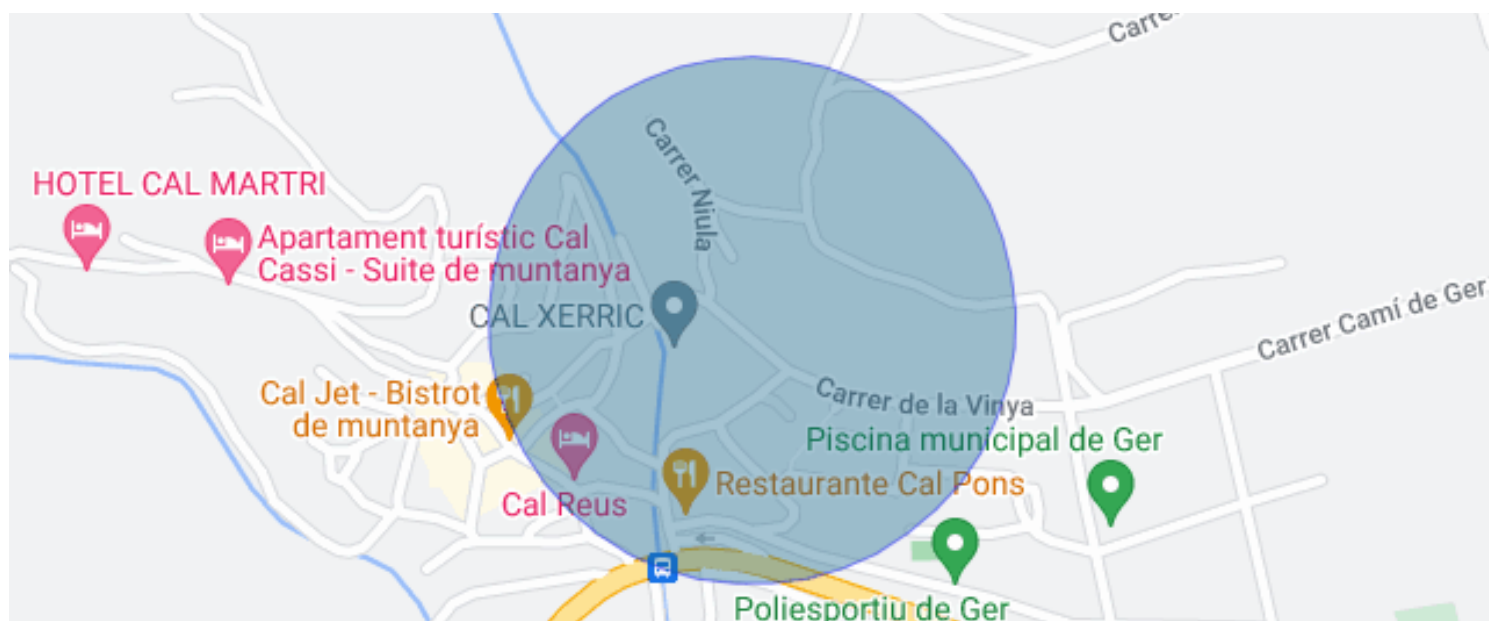 Carre
Carrer Niula
HOTEL CAL MARTRI
Apartament turístic Cal
Cassi - Suite de muntanya
CAL XERRIC
Carrer Camí de Ger
Cal Jet - Bistrot
de muntanya
Carrer de la Vinya
Piscina municipal de Ger
Restaurante Cal Pons
Cal Reus
Poliesportiu de Ger